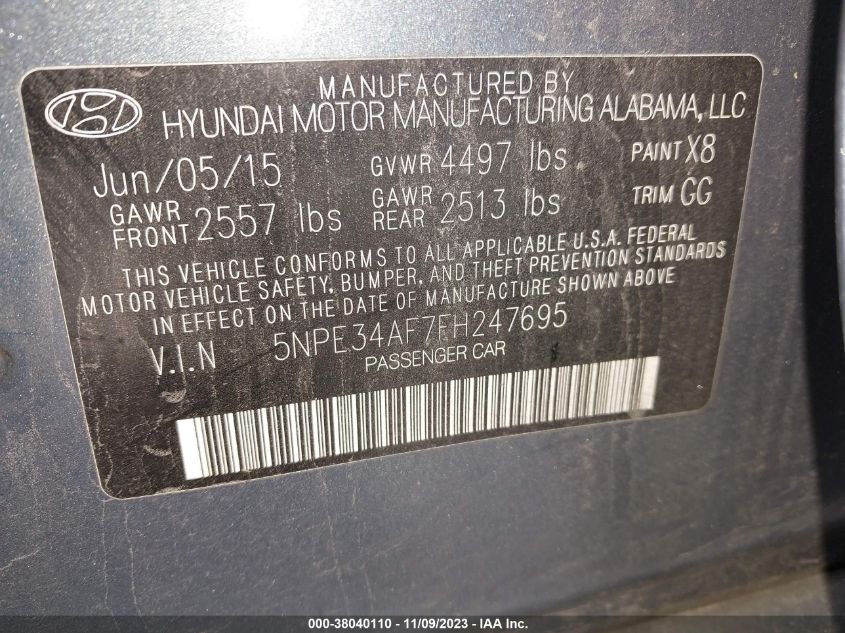 MANUFACTURED BY
HYUNDAI MOTOR MANUFACTURING ALABAMA, LLC
Jun/05/15 GVWR 4497 lbs PAINT X8
GAWR FRONT 2557 lbs GAWR REAR 2513 lbs TRIM GG
THIS VEHICLE CONFORMS TO ALL APPLICABLE U.S.A. FEDERAL
MOTOR VEHICLE SAFETY, BUMPER, AND THEFT PREVENTION STANDARDS
IN EFFECT ON THE DATE OF MANUFACTURE SHOWN ABOVE
V.I.N 5NPE34AF7FH247695
PASSENGER CAR
000-38040110 - 11/09/2023 - IAA Inc.